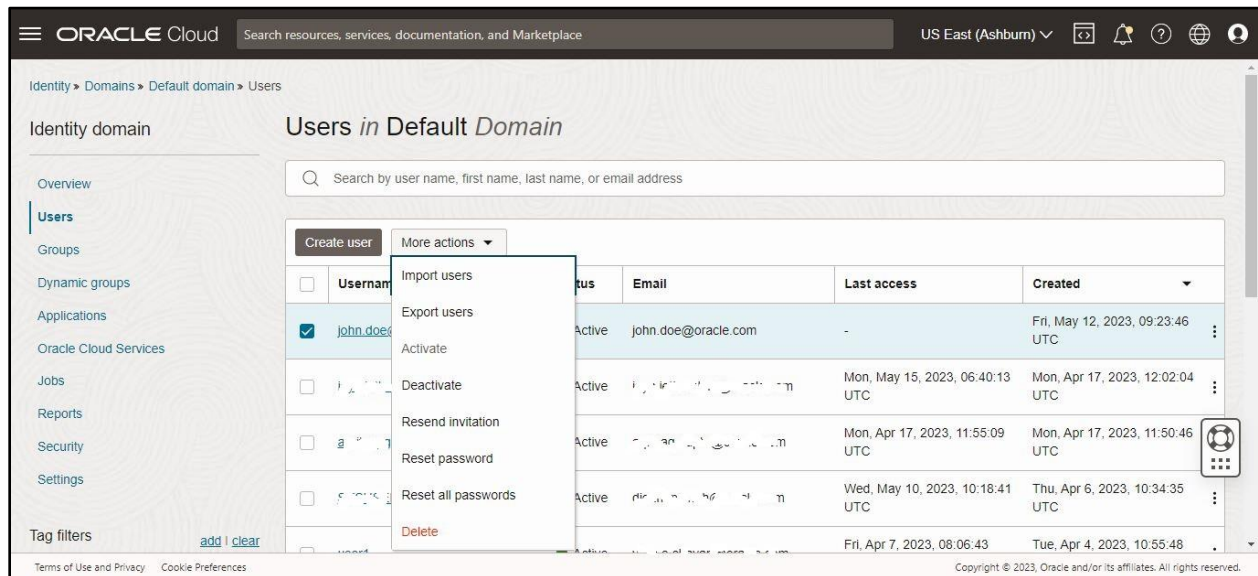 ORACLE Cloud
Search resources, services, documentation, and Marketplace
US East (Ashburn)
Identity » Domains » Default domain » Users
Identity domain
Overview
Users
Groups
Dynamic groups
Applications
Oracle Cloud Services
Jobs
Reports
Security
Settings
Tag filters
add | clear
Users in Default Domain
Search by user name, first name, last name, or email address
Create user
More actions
Import users
Export users
Activate
Deactivate
Resend invitation
Reset password
Reset all passwords
Delete
Usernam tus Email Last access Created
john.doe@ Active john.doe@oracle.com - Fri, May 12, 2023, 09:23:46
UTC
Active Mon, May 15, 2023, 06:40:13 Mon, Apr 17, 2023, 12:02:04
UTC UTC
Active Mon, Apr 17, 2023, 11:55:09 Mon, Apr 17, 2023, 11:50:46
UTC UTC
Active Wed, May 10, 2023, 10:18:41 Thu, Apr 6, 2023, 10:34:35
UTC UTC
user1 Active Fri, Apr 7, 2023, 08:06:43 Tue, Apr 4, 2023, 10:55:48
Terms of Use and Privacy Cookie Preferences
Copyright © 2023, Oracle and/or its affiliates. All rights reserved.